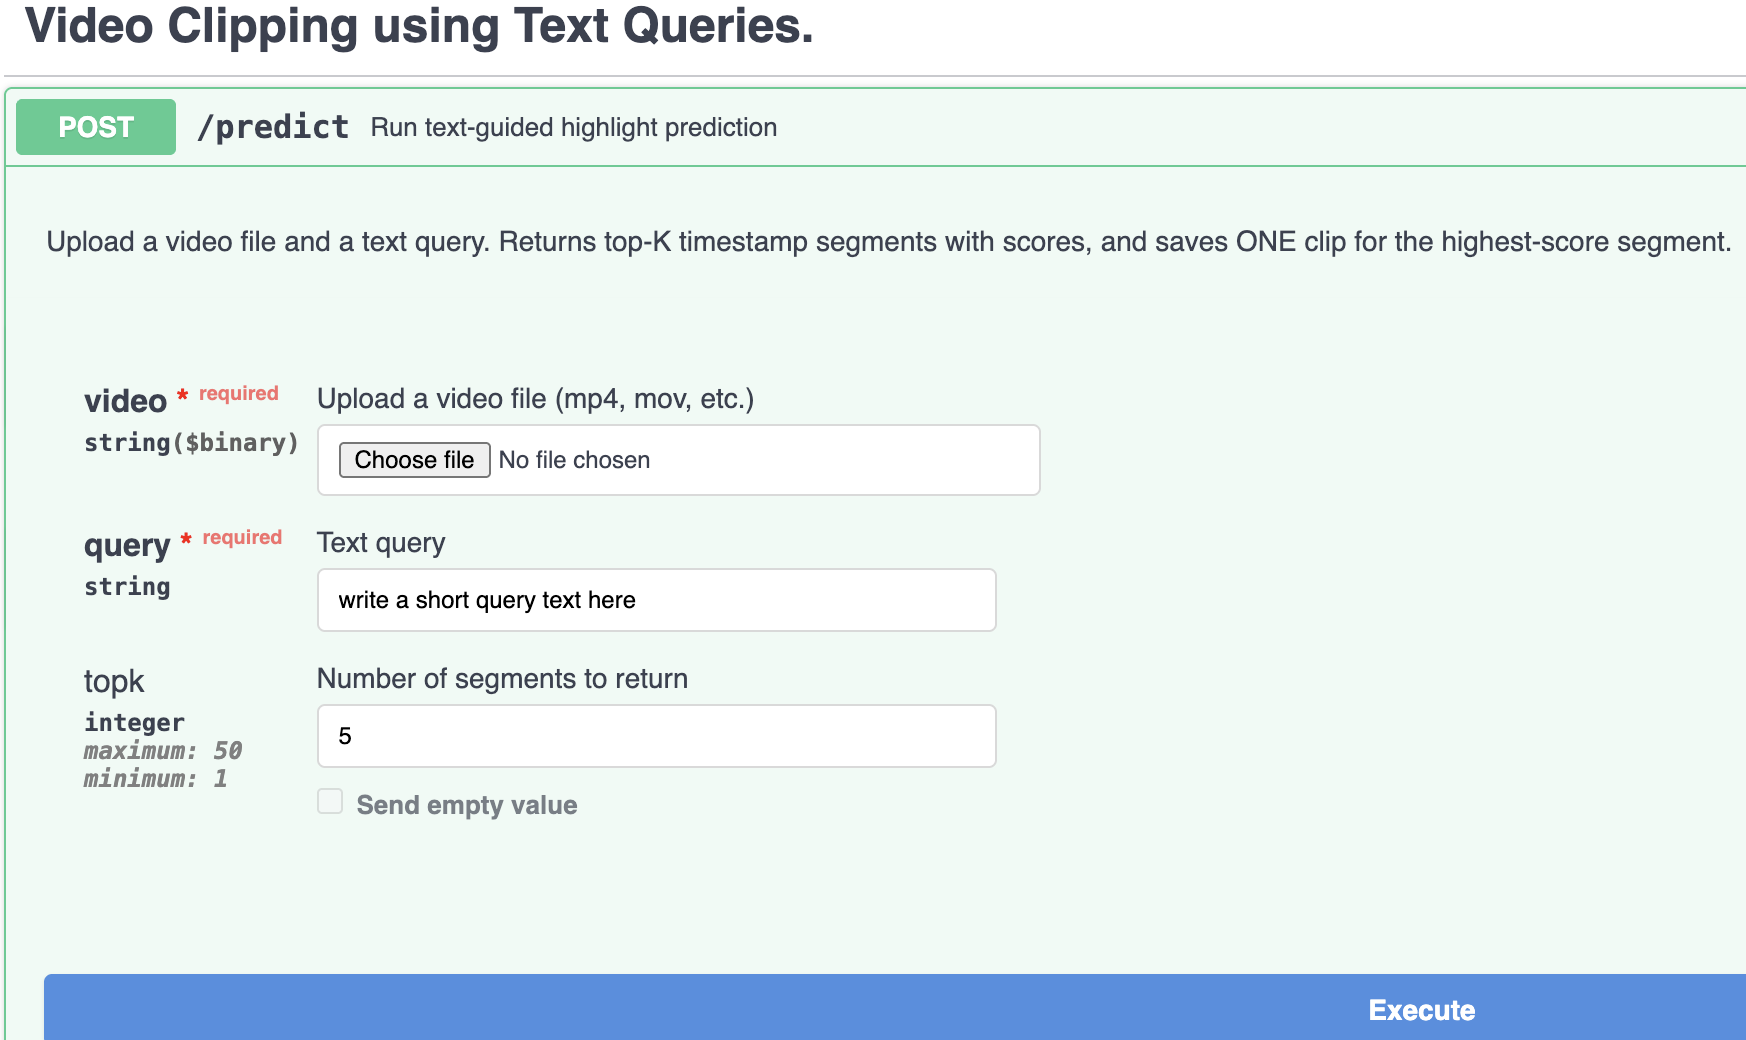 Video Clipping using Text Queries.
POST /predict Run text-guided highlight prediction
Upload a video file and a text query. Returns top-K timestamp segments with scores, and saves ONE clip for the highest-score segment.
video * required Upload a video file (mp4, mov, etc.)
string($binary) Choose file No file chosen
query * required Text query
string write a short query text here
topk Number of segments to return
integer 5
maximum: 50
minimum: 1
Send empty value
Execute